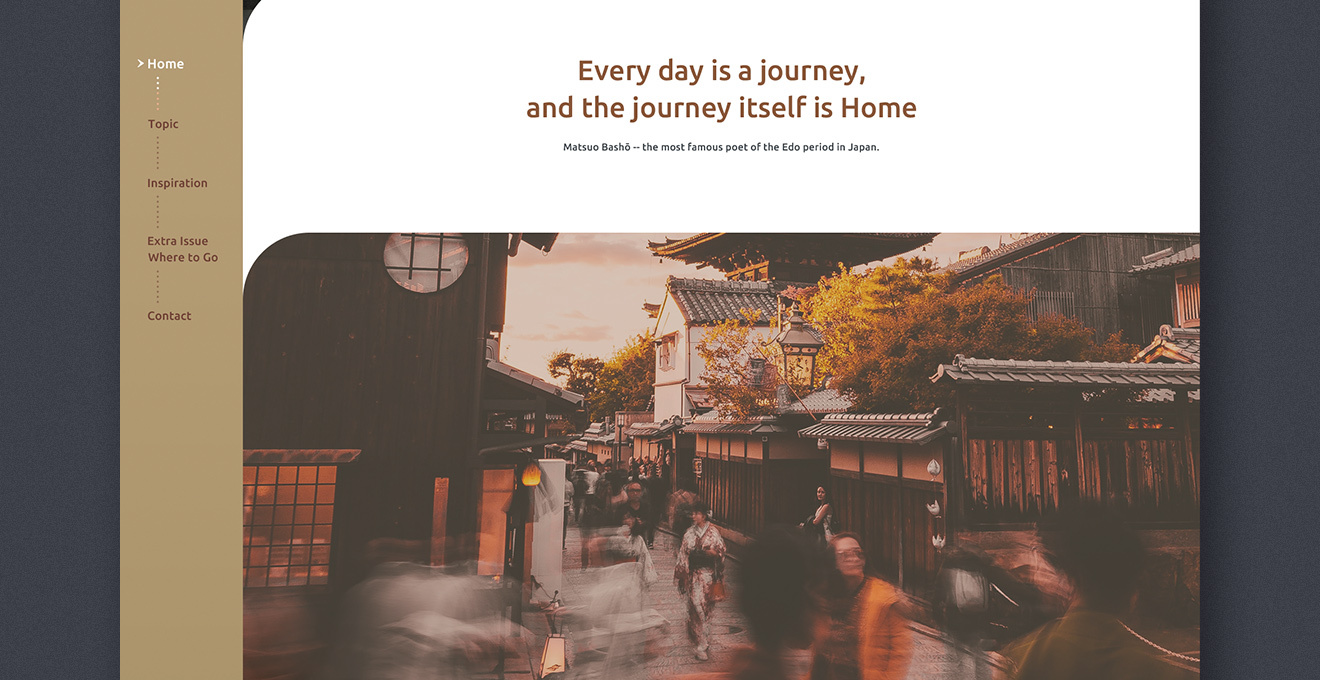 Home
Topic
Inspiration
Extra Issue
Where to Go
Contact
Every day is a journey,
and the journey itself is Home
Matsuo Bashō -- the most famous poet of the Edo period in Japan.